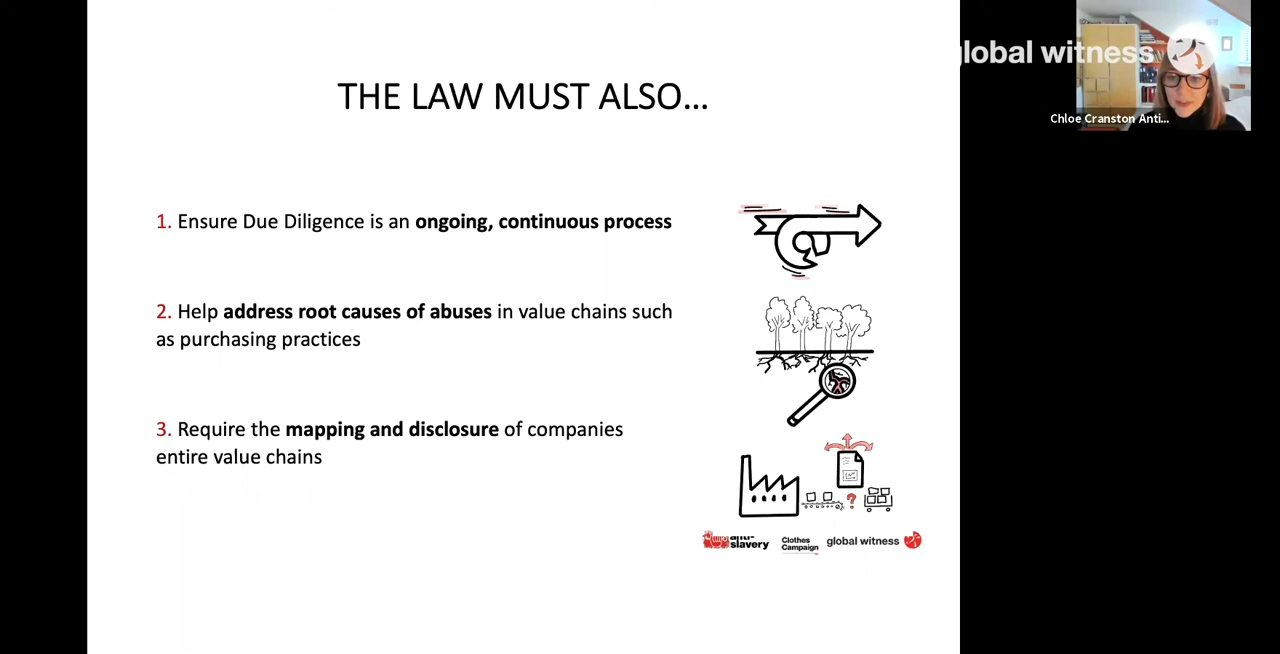 global witness
Chloe Cranston Anti...
THE LAW MUST ALSO...
1. Ensure Due Diligence is an ongoing, continuous process
2. Help address root causes of abuses in value chains such
as purchasing practices
3. Require the mapping and disclosure of companies
entire value chains
?
anti-
slavery
Clothes
Campaign
global witness